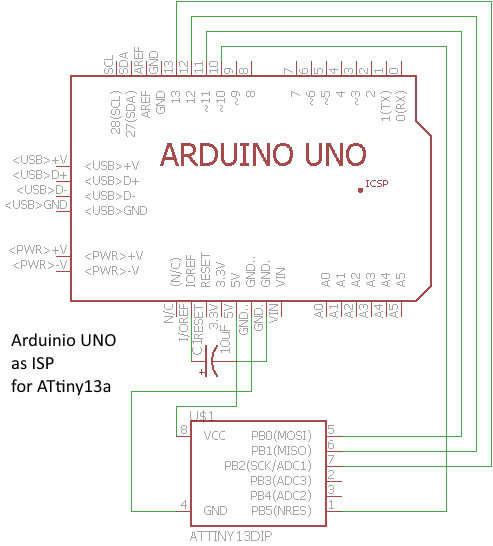 SCL
SDA
AREF
GND
13
12
11
10
9
8
7
6
5
4
3
2
1
0
28(SCL)
27(SDA)
AREF
GND
13
12
~11
~10
~9
8
7
~6
~5
4
~3
2
1(TX)
0(RX)
ARDUINO UNO
ICSP
<USB>+V
<USB>D+
<USB>D-
<USB>GND
<PWR>+V
<PWR>-V
<USB>+V
<USB>D+
<USB>D-
<USB>GND
<PWR>+V
<PWR>-V
(N/C)
IOREF
RESET
3.3V
5V
GND..
GND.
VIN
A0
A1
A2
A3
A4
A5
N/C
I/OREF
RESET
3.3V
5V
GND..
GND.
VIN
A0
A1
A2
A3
A4
A5
C1
10uF
+
Arduinio UNO
as ISP
for ATtiny13a
U$1
8 VCC PB0(MOSI) 5
PB1(MISO) 6
PB2(SCK/ADC1) 7
PB3(ADC3) 2
PB4(ADC2) 3
4 GND PB5(NRES) 1
ATTINY13DIP